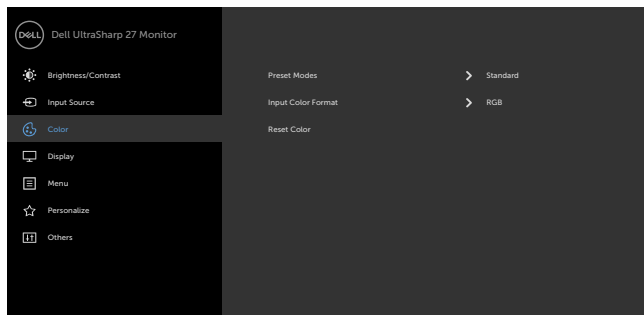 DELL Dell UltraSharp 27 Monitor
Brightness/Contrast Preset Modes Standard
Input Source Input Color Format RGB
Color Reset Color
Display
Menu
Personalize
Others